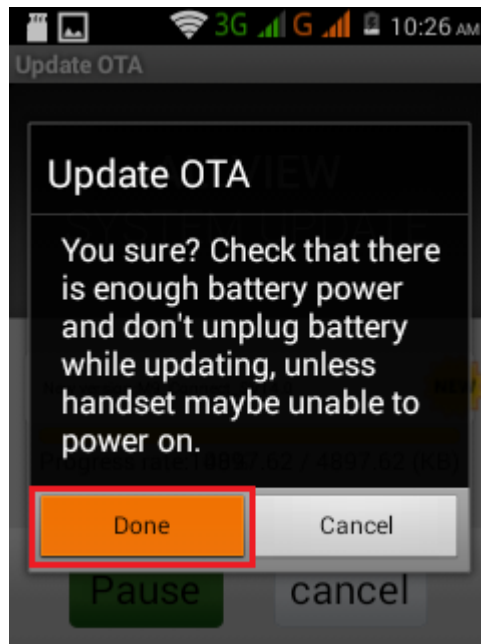 3G G 10:26 AM
Update OTA
Update OTA
You sure? Check that there
is enough battery power
and don't unplug battery
while updating, unless
handset maybe unable to
power on.
Done Cancel
Pause cancel